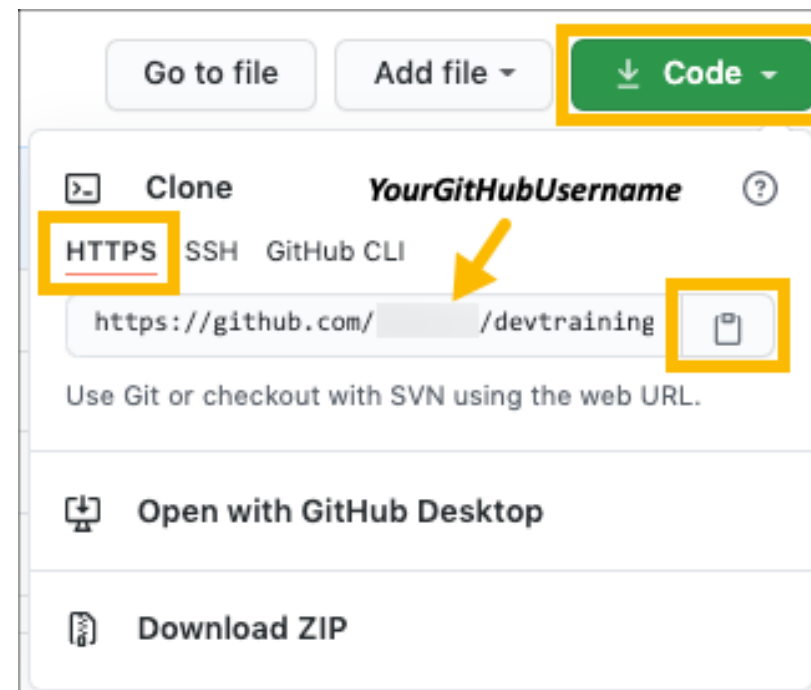 Go to file Add file Code
Clone YourGitHubUsername
HTTPS SSH GitHub CLI
https://github.com/ /devtraining
Use Git or checkout with SVN using the web URL.
Open with GitHub Desktop
Download ZIP